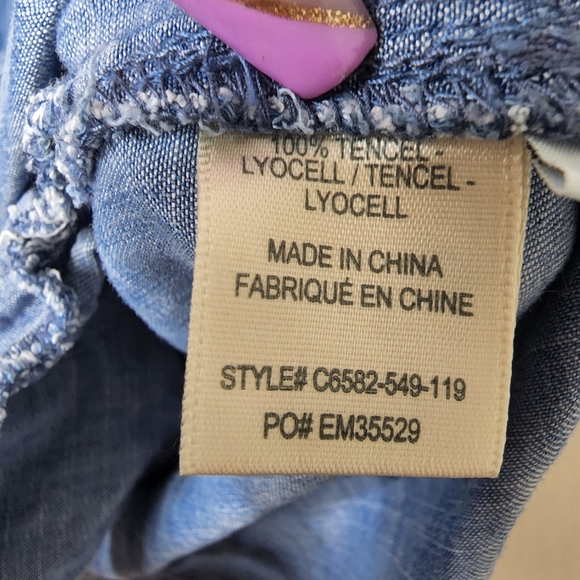 100% TENCEL -
LYOCELL / TENCEL -
LYOCELL
MADE IN CHINA
FABRIQUÉ EN CHINE
STYLE# C6582-549-119
PO# EM35529